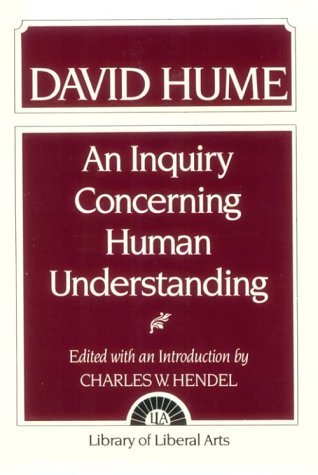 DAVID HUME
An Inquiry
Concerning
Human
Understanding
Edited with an Introduction by
CHARLES W. HENDEL
LLA
Library of Liberal Arts